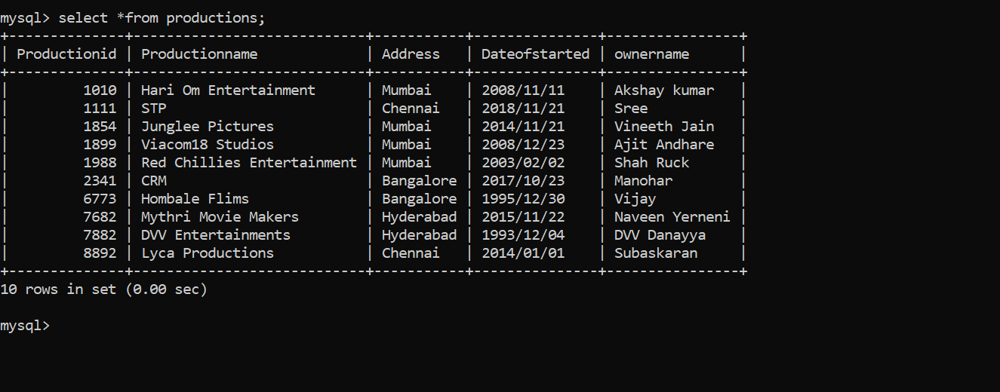 mysql> select *from productions;
+--------------+----------------------------+-----------+---------------+----------------+
| Productionid | Productionname             | Address   | Dateofstarted | ownername      |
+--------------+----------------------------+-----------+---------------+----------------+
|         1010 | Hari Om Entertainment      | Mumbai    | 2008/11/11    | Akshay kumar   |
|         1111 | STP                        | Chennai   | 2018/11/21    | Sree           |
|         1854 | Junglee Pictures           | Mumbai    | 2014/11/21    | Vineeth Jain   |
|         1899 | Viacom18 Studios           | Mumbai    | 2008/12/23    | Ajit Andhare   |
|         1988 | Red Chillies Entertainment | Mumbai    | 2003/02/02    | Shah Ruck      |
|         2341 | CRM                        | Bangalore | 2017/10/23    | Manohar        |
|         6773 | Hombale Flims              | Bangalore | 1995/12/30    | Vijay          |
|         7682 | Mythri Movie Makers        | Hyderabad | 2015/11/22    | Naveen Yerneni |
|         7882 | DVV Entertainments         | Hyderabad | 1993/12/04    | DVV Danayya    |
|         8892 | Lyca Productions           | Chennai   | 2014/01/01    | Subaskaran     |
+--------------+----------------------------+-----------+---------------+----------------+
10 rows in set (0.00 sec)
mysql>